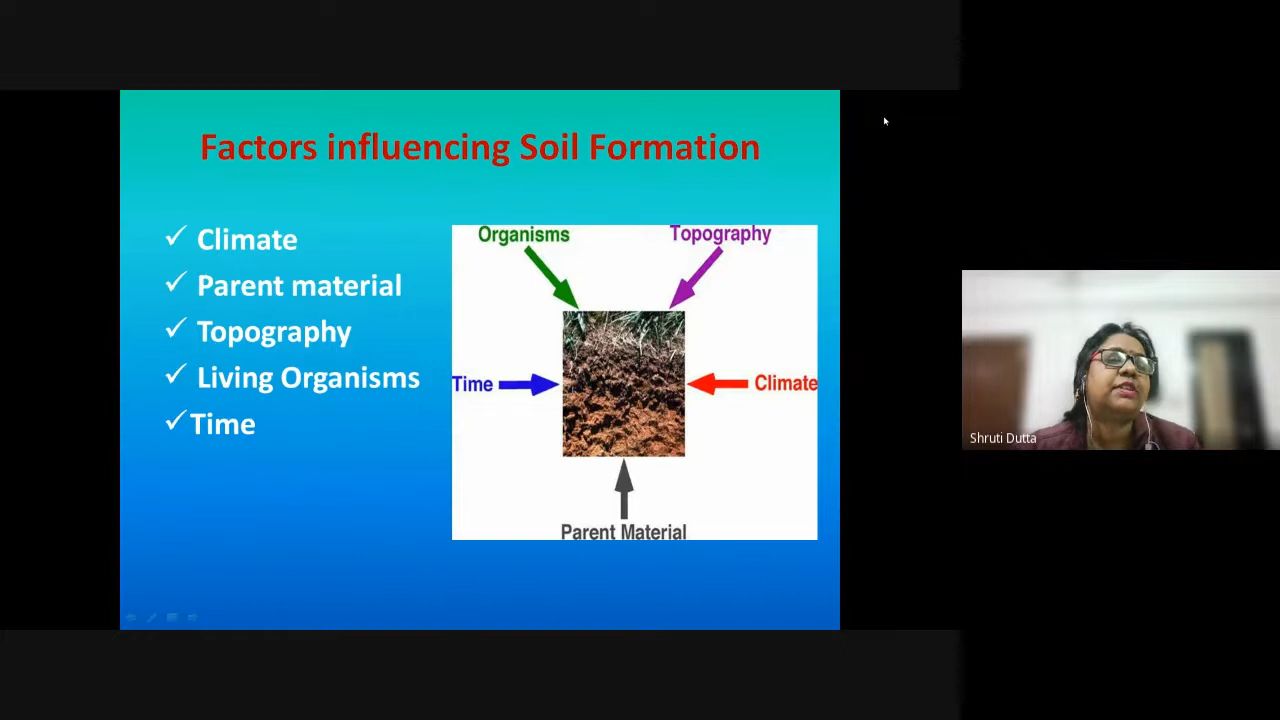 Factors influencing Soil Formation
✓ Climate
✓ Parent material
✓ Topography
✓ Living Organisms
✓ Time
Organisms
Topography
Time
Climate
Parent Material
Shruti Dutta